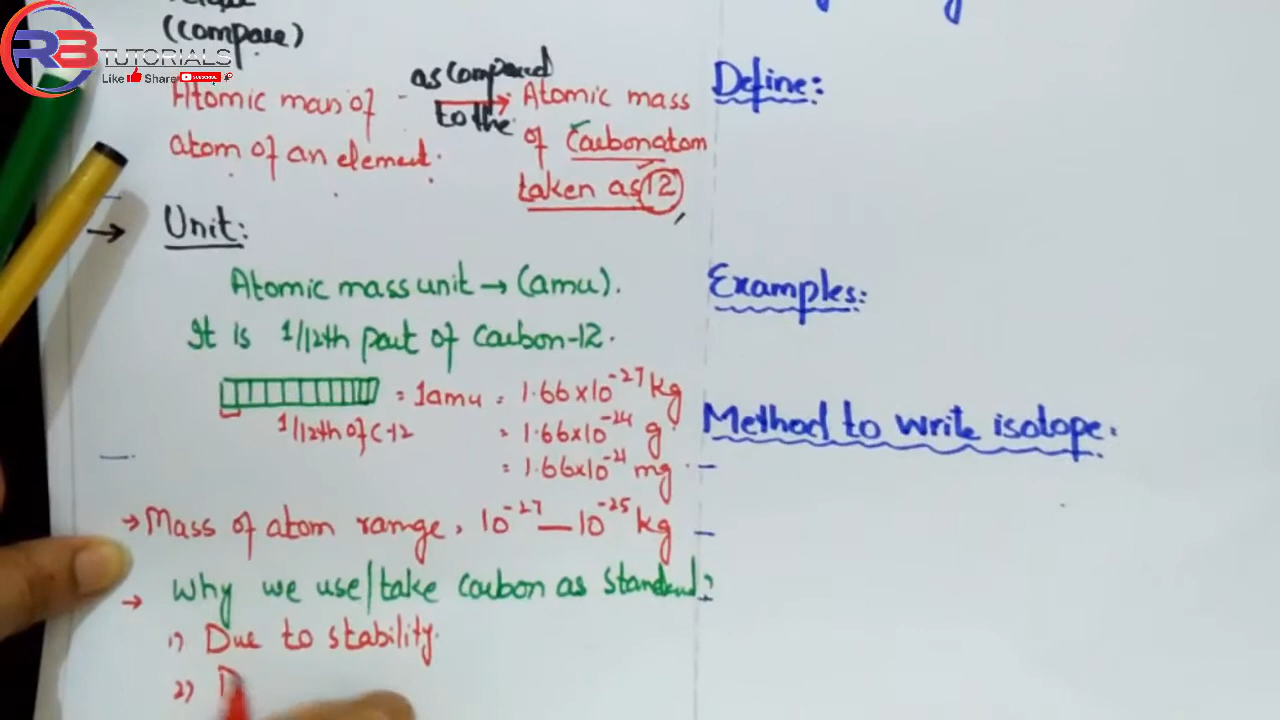 RB TUTORIALS
Like Share
(Compare)
Atomic mass of
atom of an element.
as compared
to the
Atomic mass
of Carbon atom
taken as 12
→ Unit:
Atomic mass unit → (amu).
It is 1/12th part of Carbon-12.
= 1amu = 1.66x10⁻²⁷ kg
1/12th of C-12
= 1.66x10⁻²⁴ g
= 1.66x10⁻²¹ mg
→ Mass of atom range, 10⁻²⁷ — 10⁻²⁵ kg
→ Why we use/take carbon as standard?
1) Due to stability.
2) D
Define:
Examples:
Method to write isotope.